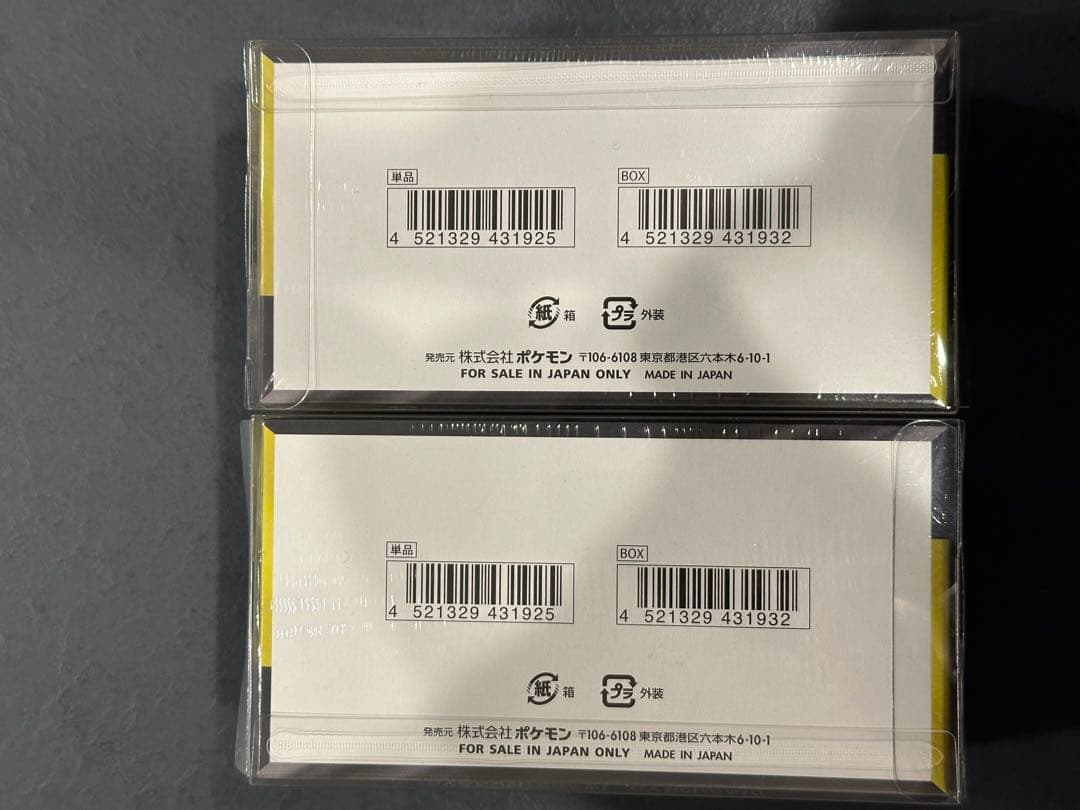 単品
BOX
4 521329 431925
4 521329 431932
紙 箱
プラ 外装
発売元 株式会社 ポケモン 〒106-6108 東京都港区六本木6-10-1
FOR SALE IN JAPAN ONLY MADE IN JAPAN
単品
BOX
4 521329 431925
4 521329 431932
紙 箱
プラ 外装
発売元 株式会社 ポケモン 〒106-6108 東京都港区六本木6-10-1
FOR SALE IN JAPAN ONLY MADE IN JAPAN